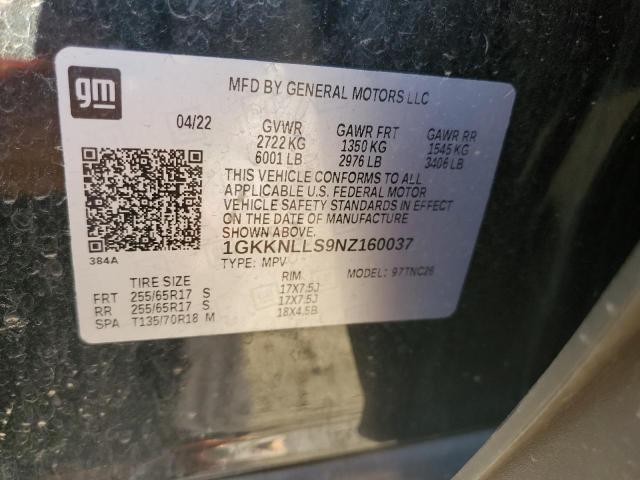 gm
MFD BY GENERAL MOTORS LLC
04/22 GVWR GAWR FRT GAWR RR
2722 KG 1350 KG 1545 KG
6001 LB 2976 LB 3406 LB
THIS VEHICLE CONFORMS TO ALL
APPLICABLE U.S. FEDERAL MOTOR
VEHICLE SAFETY STANDARDS IN EFFECT
ON THE DATE OF MANUFACTURE
SHOWN ABOVE.
1GKKNLLS9NZ160037
384A
TYPE: MPV MODEL: 97TNC26
TIRE SIZE RIM
FRT 255/65R17 S 17X7.5J
RR 255/65R17 S 17X7.5J
SPA T135/70R18 M 18X4.5B